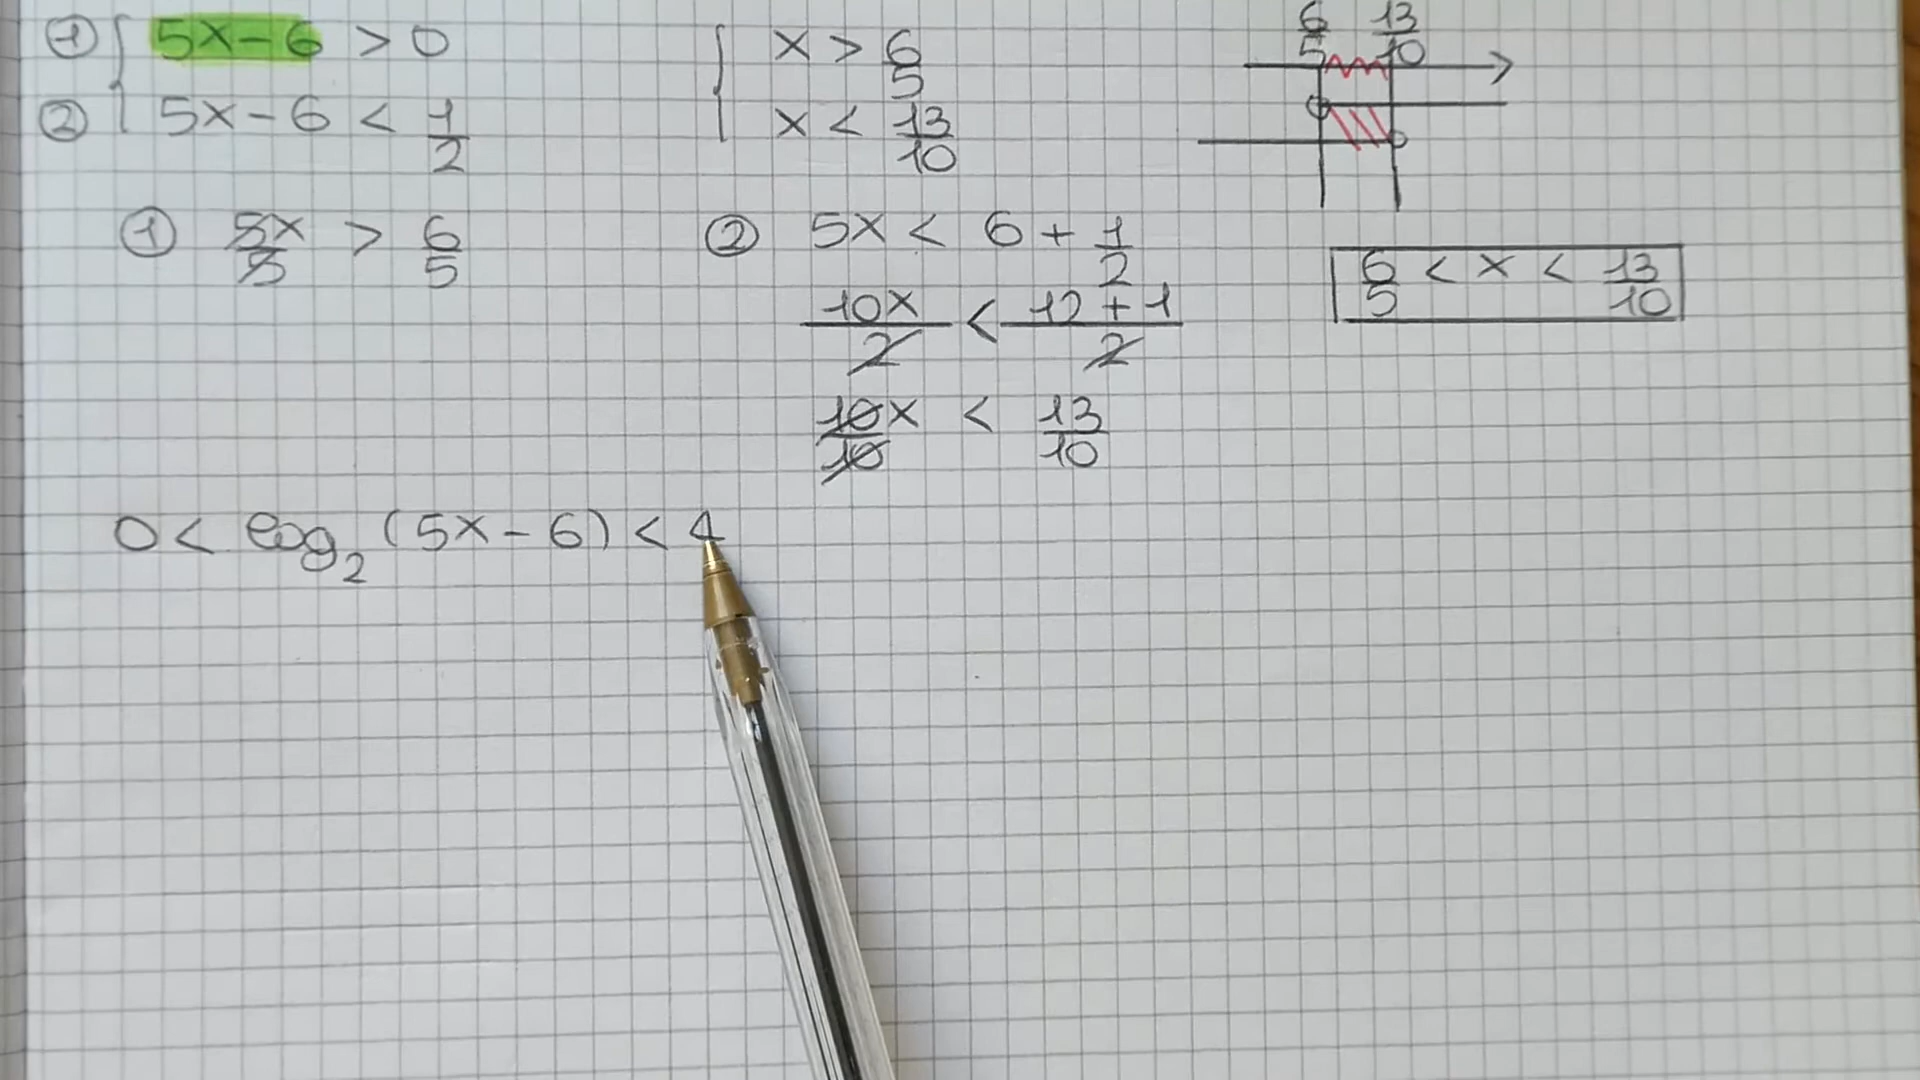 ① { 5x-6 > 0
② 5x-6 < 1/2
{ x > 6/5
x < 13/10
6/5 13/10
① 5x/5 > 6/5
② 5x < 6 + 1/2
10x/2 < 12+1/2
10x/10 < 13/10
6/5 < x < 13/10
0 < log₂ (5x-6) < 4